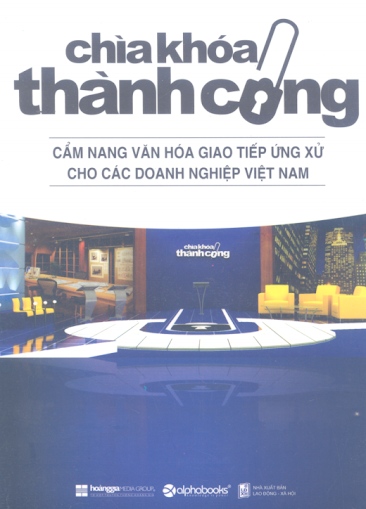 chìa khóa
thành công
CẨM NANG VĂN HÓA GIAO TIẾP ỨNG XỬ
CHO CÁC DOANH NGHIỆP VIỆT NAM
chìa khóa
thành công
hoànggia MEDIA GROUP
alphabooks
NHÀ XUẤT BẢN
LAO ĐỘNG - XÃ HỘI